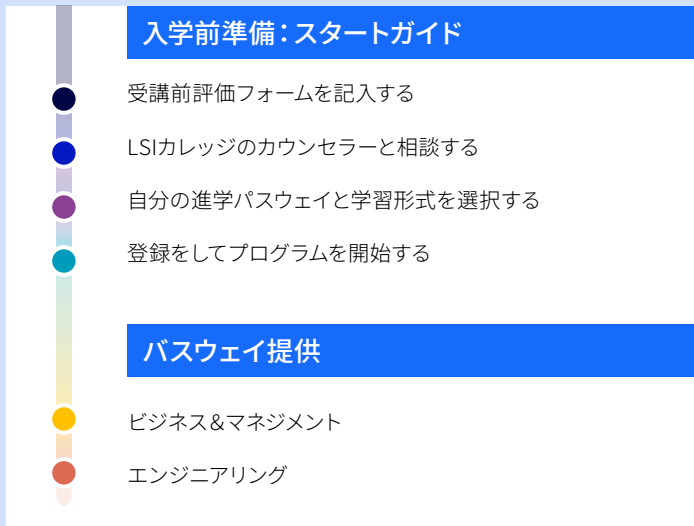 入学前準備：スタートガイド
受講前評価フォームを記入する
LSIカレッジのカウンセラーと相談する
自分の進学パスウェイと学習形式を選択する
登録をしてプログラムを開始する
バスウェイ提供
ビジネス＆マネジメント
エンジニアリング